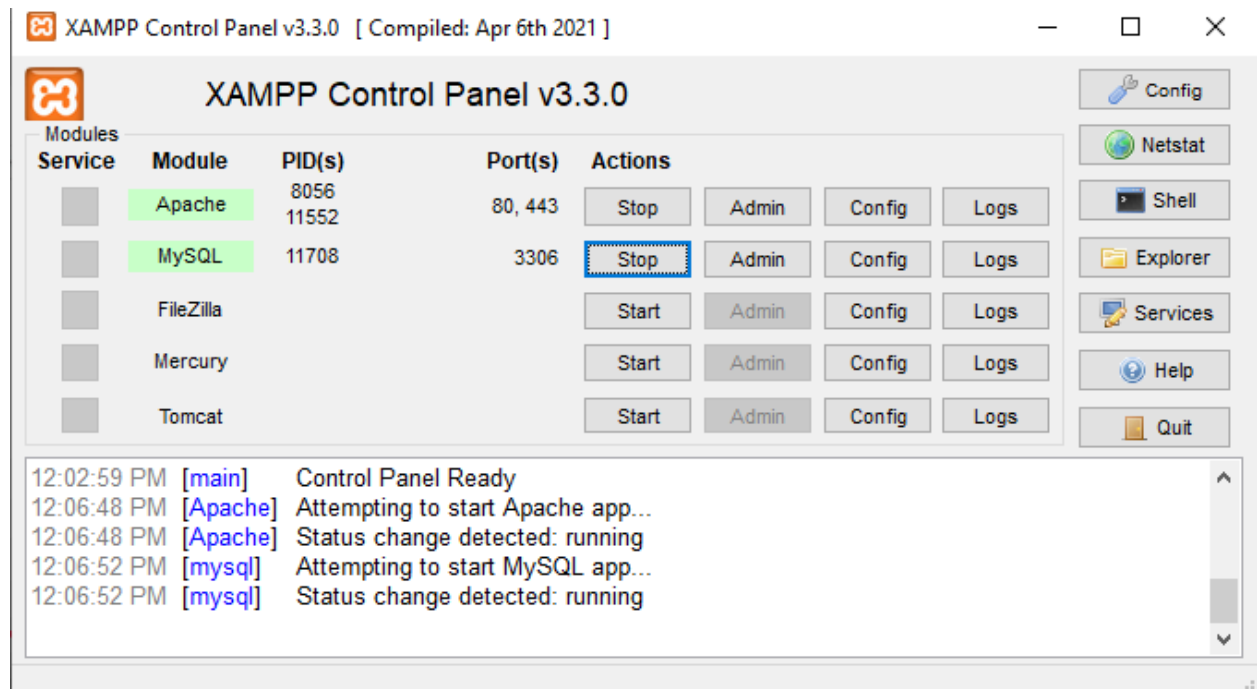 XAMPP Control Panel v3.3.0 [ Compiled: Apr 6th 2021 ]
XAMPP Control Panel v3.3.0
Config
Modules
Netstat
Service Module PID(s) Port(s) Actions
Apache 8056 11552 80, 443 Stop Admin Config Logs
Shell
MySQL 11708 3306 Stop Admin Config Logs
Explorer
FileZilla Start Admin Config Logs
Services
Mercury Start Admin Config Logs
Help
Tomcat Start Admin Config Logs
Quit
12:02:59 PM [main] Control Panel Ready
12:06:48 PM [Apache] Attempting to start Apache app...
12:06:48 PM [Apache] Status change detected: running
12:06:52 PM [mysql] Attempting to start MySQL app...
12:06:52 PM [mysql] Status change detected: running